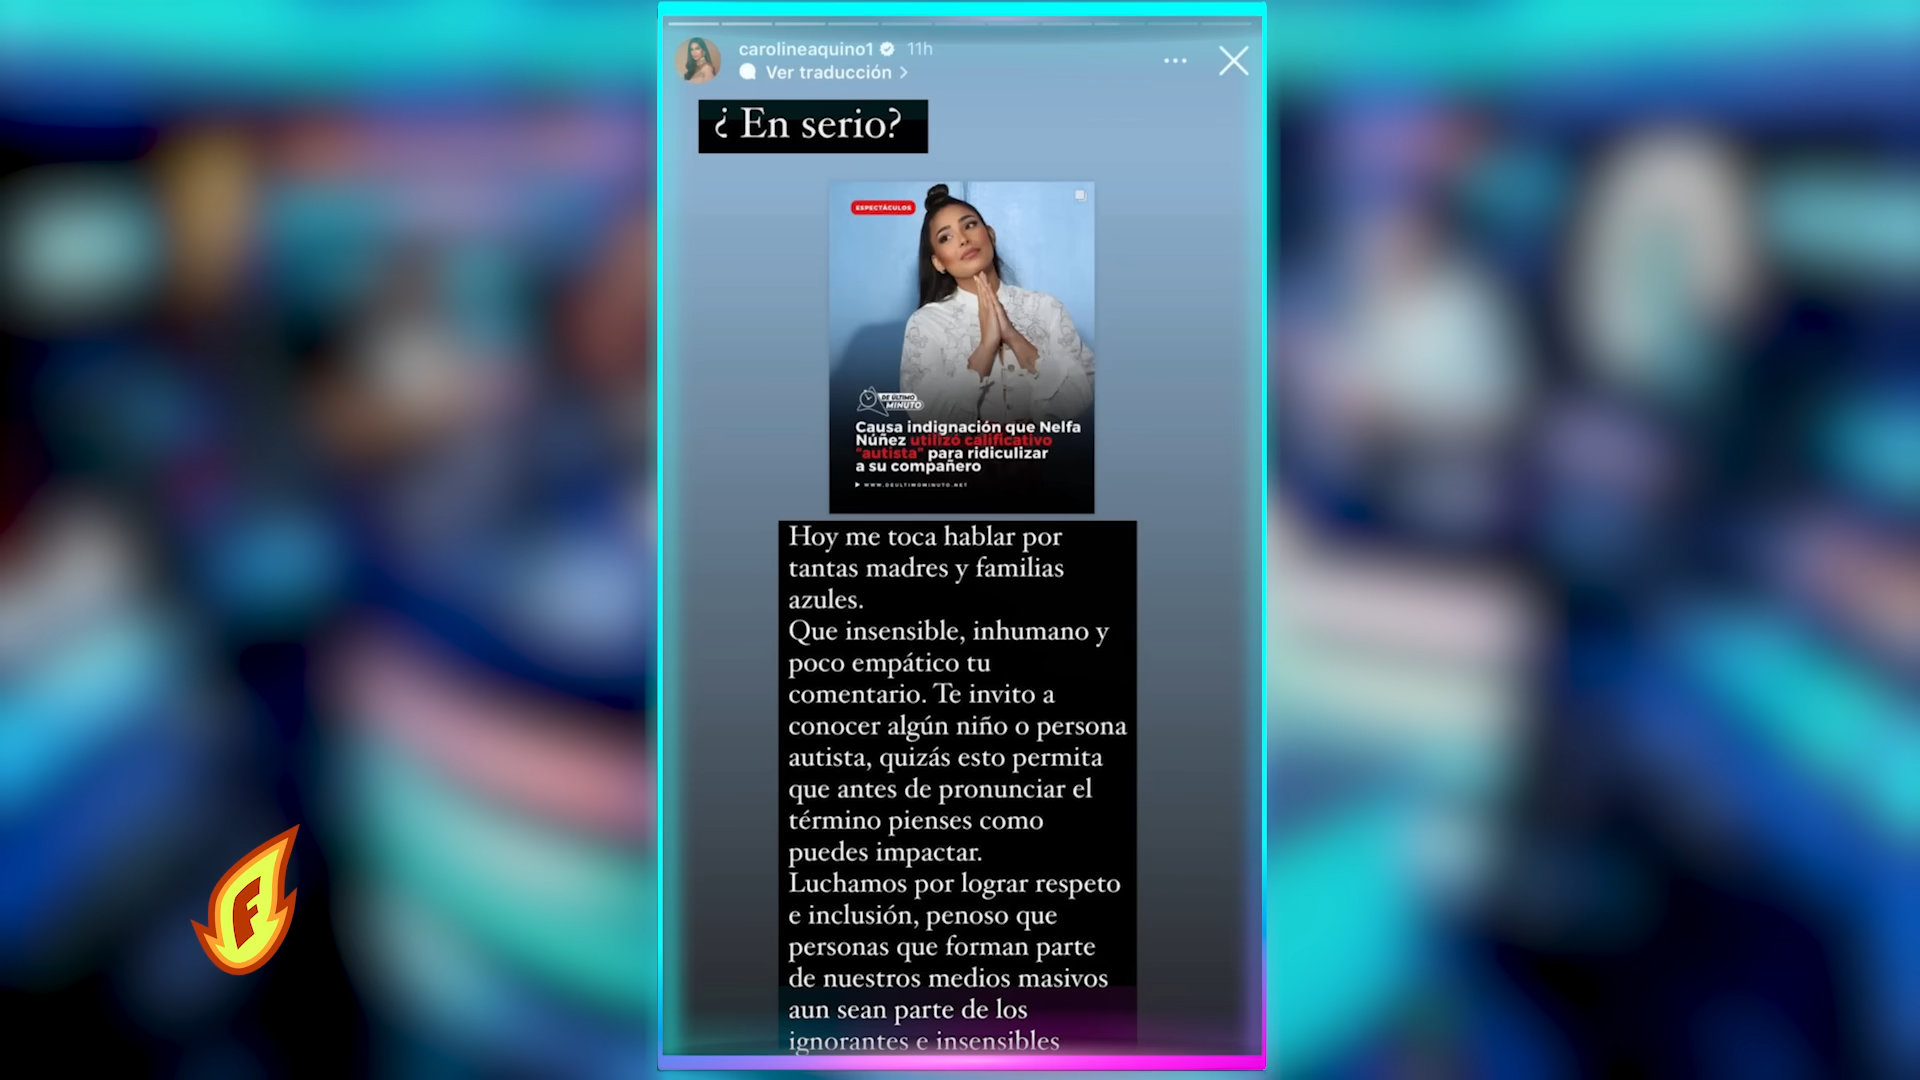 carolineaquino1 11h
Ver traducción
¿ En serio?
ESPECTÁCULOS
DE ÚLTIMO
MINUTO
Causa indignación que Nelfa
Núñez utilizó calificativo
"autista" para ridiculizar
a su compañero
WWW.DEULTIMOMINUTO.NET
Hoy me toca hablar por
tantas madres y familias
azules.
Que insensible, inhumano y
poco empático tu
comentario. Te invito a
conocer algún niño o persona
autista, quizás esto permita
que antes de pronunciar el
término pienses como
puedes impactar.
Luchamos por lograr respeto
e inclusión, penoso que
personas que forman parte
de nuestros medios masivos
aun sean parte de los
ignorantes e insensibles
F